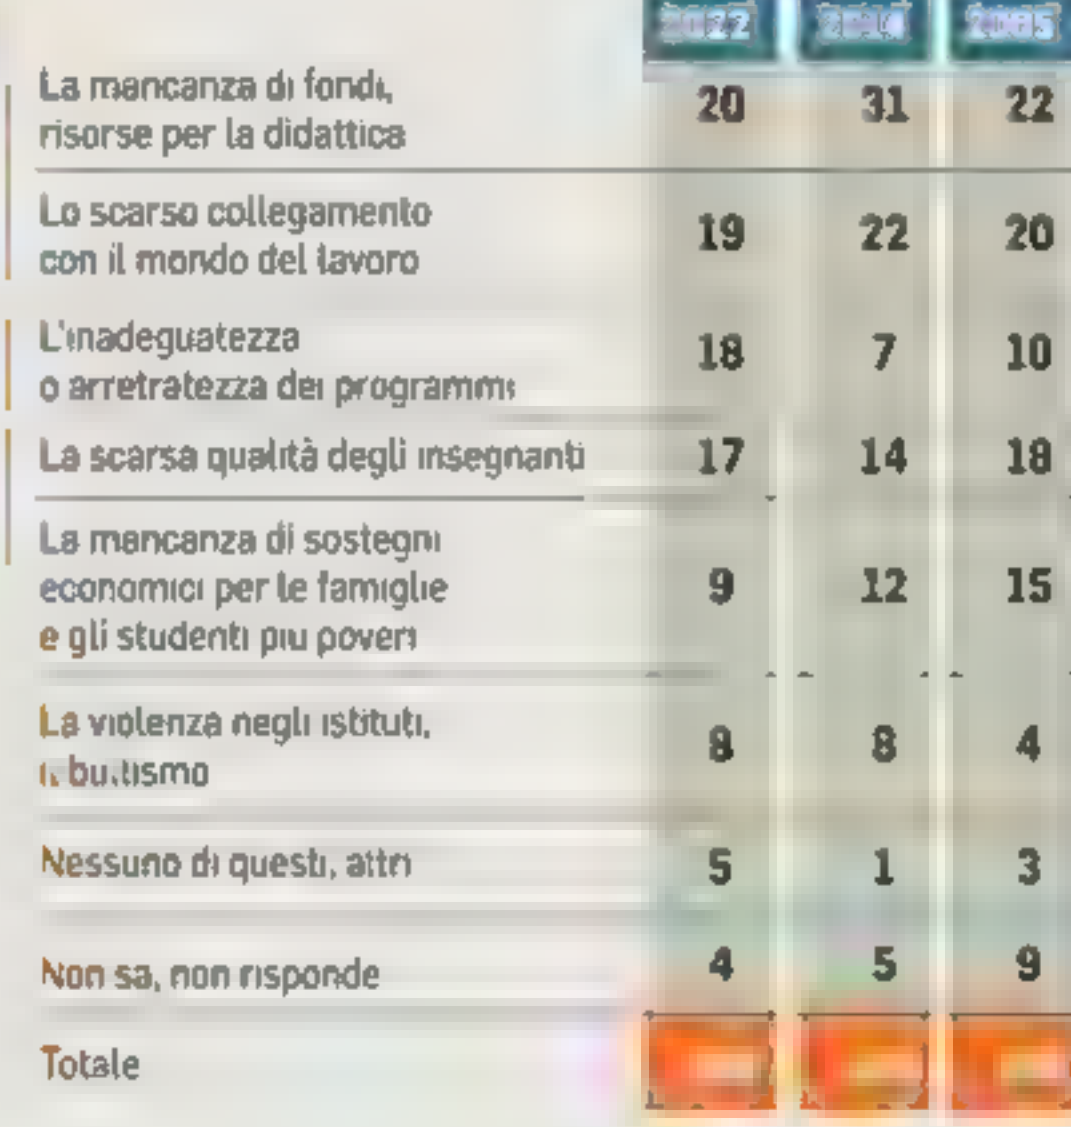 2022
La mancanza di fondi,
risorse per la didattica 20 31 22
Lo scarso collegamento
con il mondo del lavoro 19 22 20
L'inadeguatezza
o arretratezza dei programmi 18 7 10
La scarsa qualità degli insegnanti 17 14 18
La mancanza di sostegni
economici per le famiglie
e gli studenti più poveri 9 12 15
La violenza negli istituti,
il bullismo 8 8 4
Nessuno di questi, altri 5 1 3
Non sa, non risponde 4 5 9
Totale